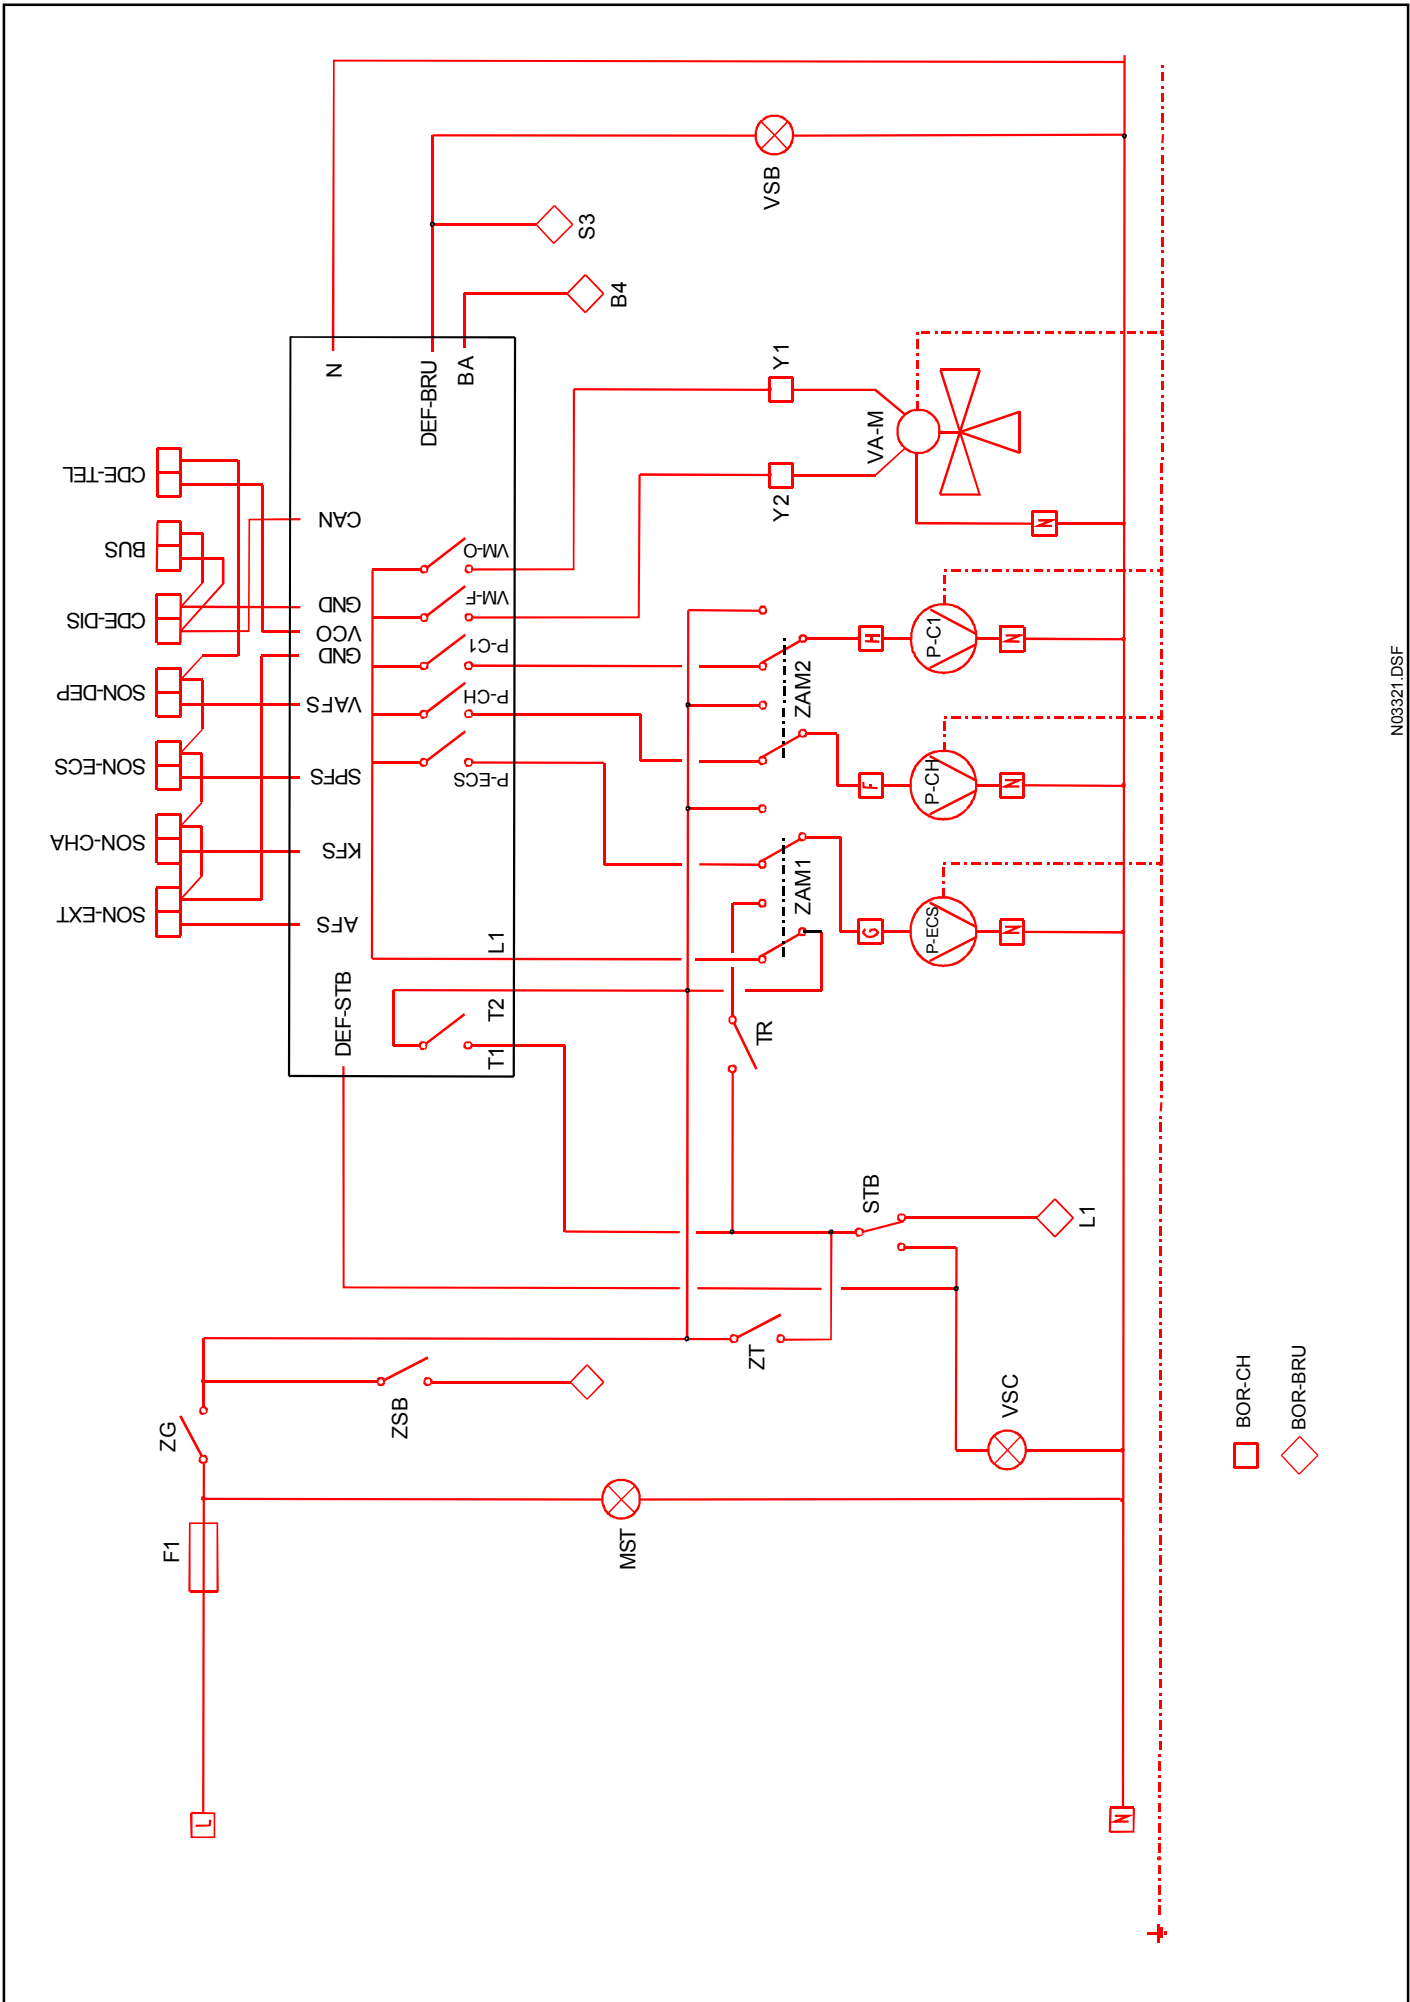 CDE-TEL
BUS
CDE-DIS
SON-DEP
SON-ECS
SON-CHA
SON-EXT
N
DEF-BRU
BA
CAN
GND
VCO
GND
VAFS
SPFS
KFS
AFS
DEF-STB
VM-O
VM-F
P-C1
P-CH
P-ECS
L1
T2
T1
S3
B4
VSB
Y1
Y2
VA-M
N
ZAM2
H
P-C1
N
F
P-CH
N
ZAM1
G
P-ECS
N
TR
STB
L1
ZT
ZG
ZSB
VSC
F1
MST
L
N
BOR-CH
BOR-BRU
N03321.DSF